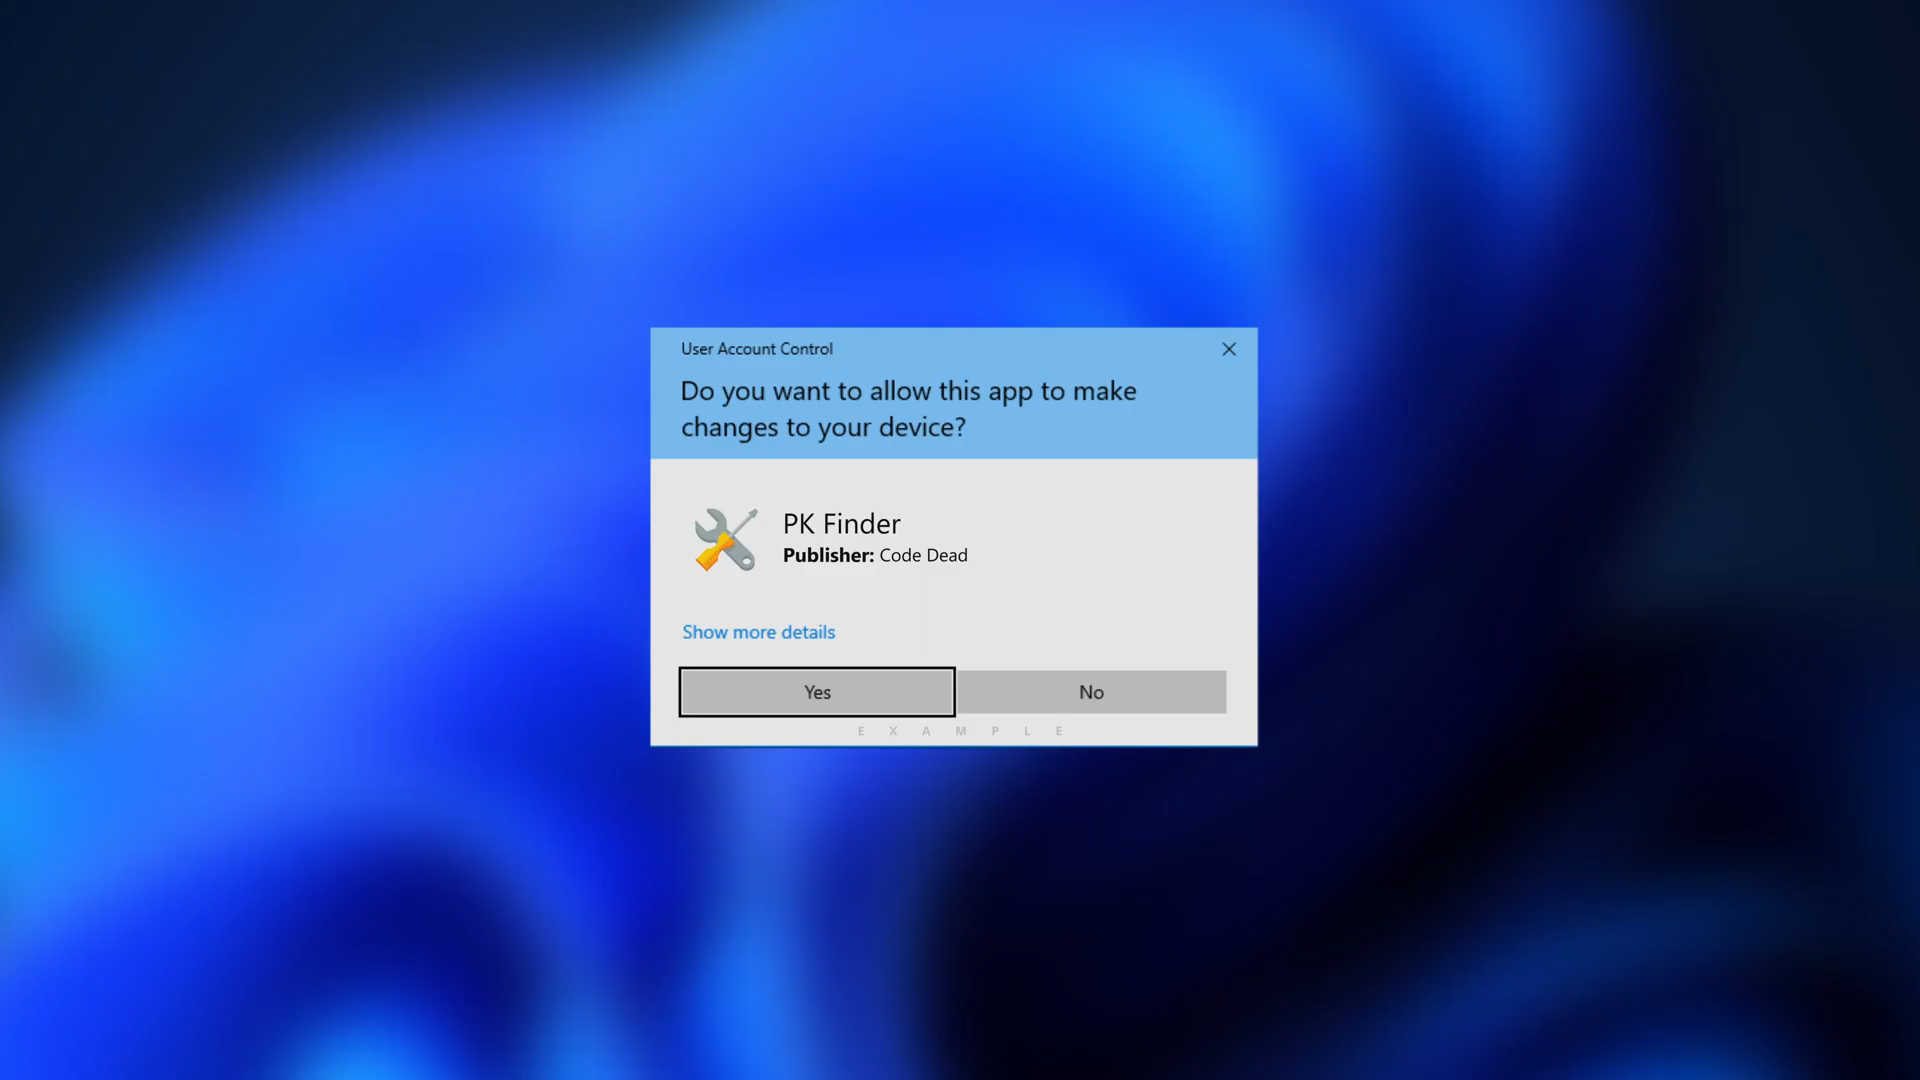 User Account Control
Do you want to allow this app to make
changes to your device?
PK Finder
Publisher: Code Dead
Show more details
Yes
No
EXAMPLE